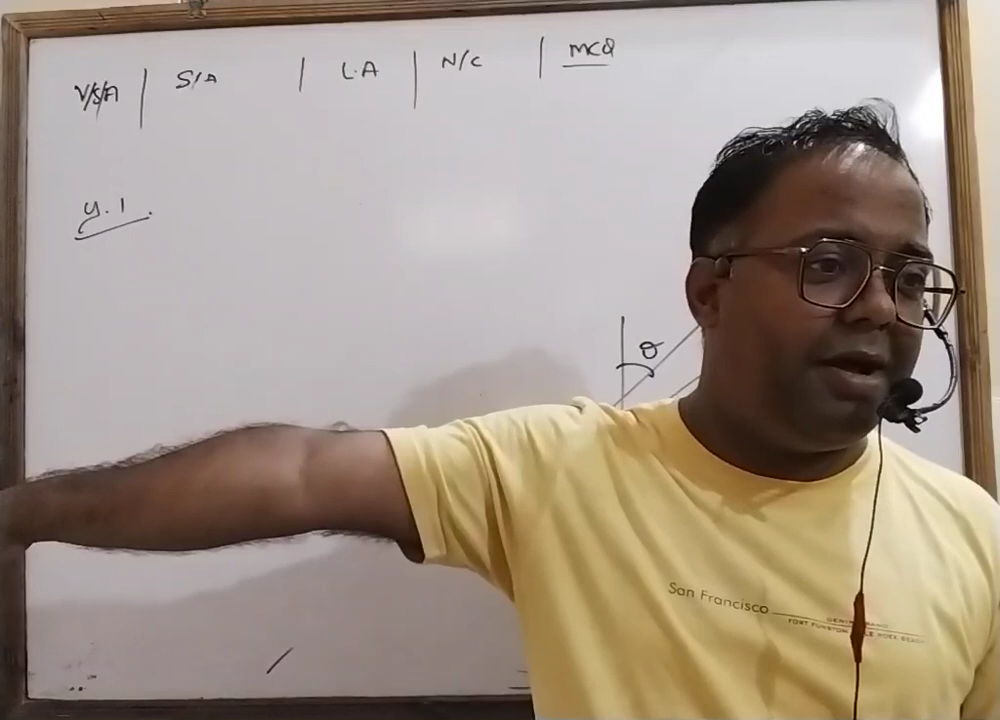 V/S/A | S/A | L.A | N/C | MCQ
y.1.
θ
San Francisco